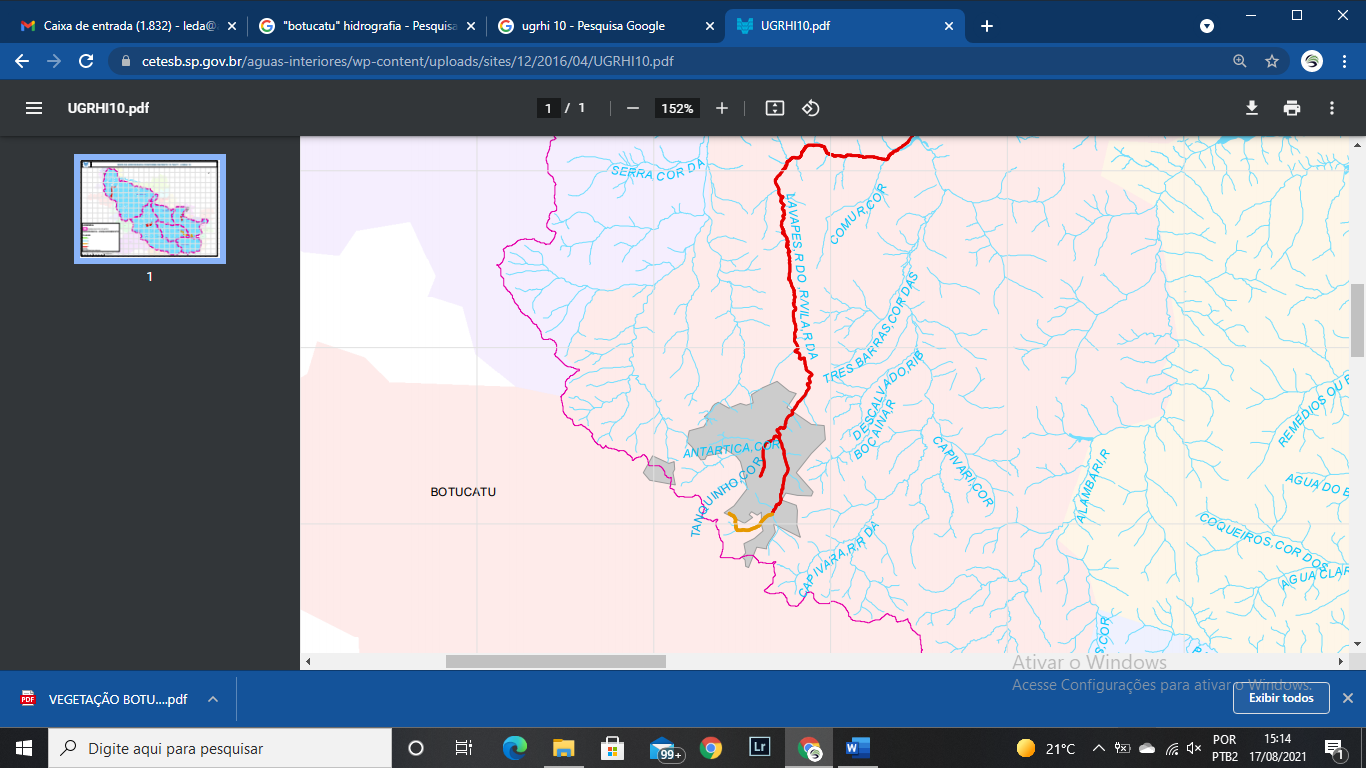 Caixa de entrada (1.832) - leda@
"botucatu" hidrografia - Pesquisa
ugrhi 10 - Pesquisa Google
UGRHI10.pdf
cetesb.sp.gov.br/aguas-interiores/wp-content/uploads/sites/12/2016/04/UGRHI10.pdf
UGRHI10.pdf
1 / 1
152%
1
SERRA COR DA
LAVAPES R DO ,R/VILA,R DA
COMUR,COR
TRES BARRAS,COR DAS
DESCALVADO,RIB
BOCAINA,R
ANTARTICA,COR
TANQUINHO,COR
CAPIVARI,COR
ALAMBARI,R
REMEDIOS OU
AGUA DO
COQUEIROS,COR DOS
AGUA CLAR
CAPIVARA,R,R DA
S,COR
BOTUCATU
Ativar o Windows
Acesse Configurações para ativar o Windows.
VEGETAÇÃO BOTU....pdf
Exibir todos
Digite aqui para pesquisar
99+
Lr
21°C
POR
PTB2
15:14
17/08/2021
1